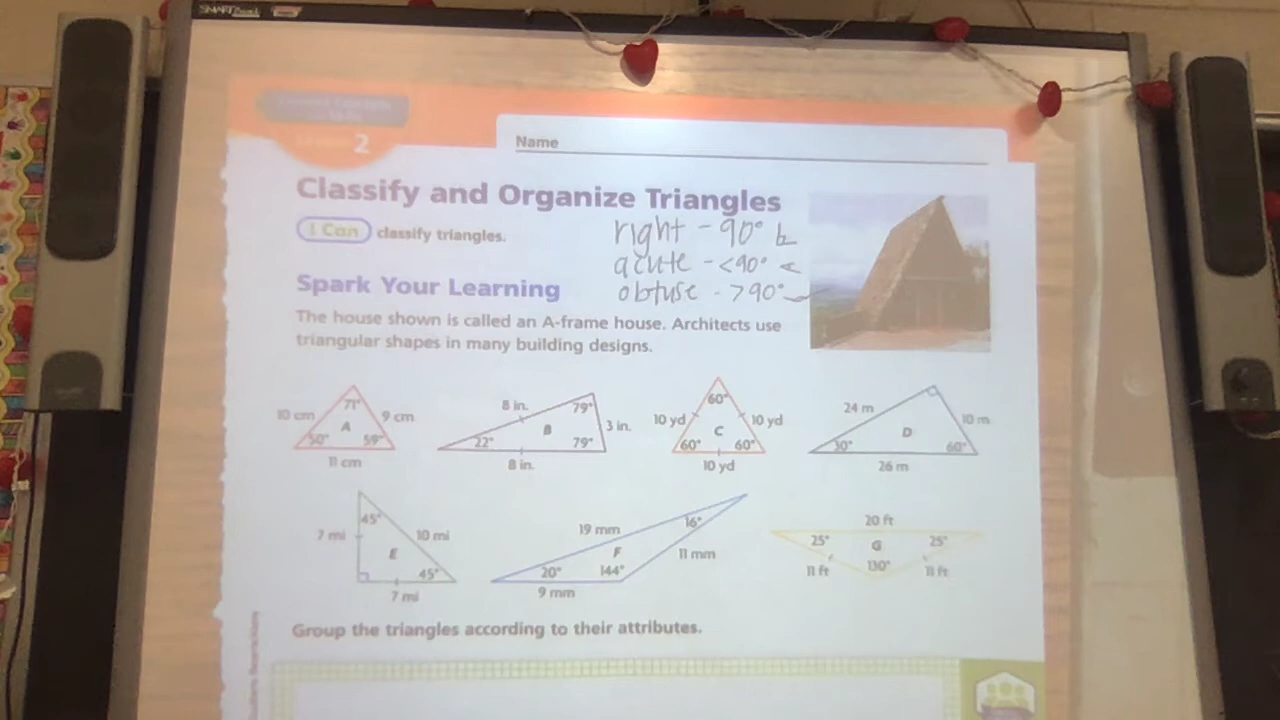 SMART Board
2
Name
Classify and Organize Triangles
I Can classify triangles.
right - 90°
acute - <90°
obtuse - >90°
Spark Your Learning
The house shown is called an A-frame house. Architects use
triangular shapes in many building designs.
10 cm 71° 9 cm A 50° 59° 11 cm
8 in. 79° B 3 in. 22° 79° 8 in.
60° 10 yd 10 yd C 60° 60° 10 yd
24 m 10 m D 30° 60° 26 m
45° 7 mi 10 mi E 45° 7 mi
19 mm 16° F 11 mm 20° 144° 9 mm
20 ft 25° G 25° 11 ft 130° 11 ft
Group the triangles according to their attributes.